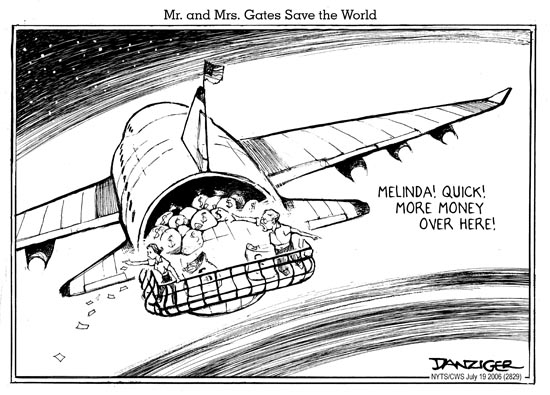 Mr. and Mrs. Gates Save the World
MELINDA! QUICK!
MORE MONEY
OVER HERE!
DANZIGER
NYTS/CWS July 19 2006 (2829)